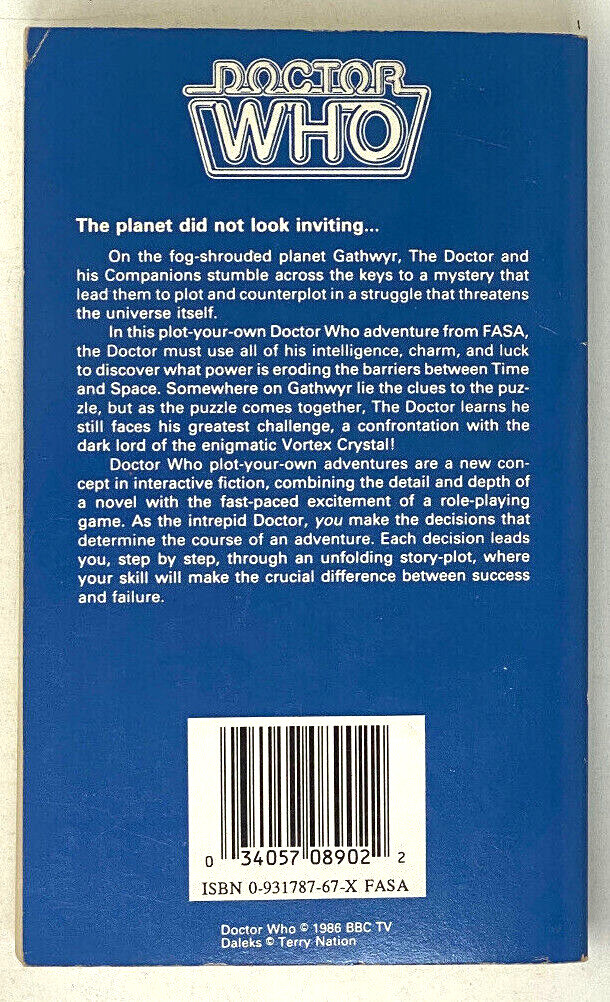 DOCTOR
WHO
The planet did not look inviting...
On the fog-shrouded planet Gathwyr, The Doctor and
his Companions stumble across the keys to a mystery that
lead them to plot and counterplot in a struggle that threatens
the universe itself.
In this plot-your-own Doctor Who adventure from FASA,
the Doctor must use all of his intelligence, charm, and luck
to discover what power is eroding the barriers between Time
and Space. Somewhere on Gathwyr lie the clues to the puz-
zle, but as the puzzle comes together, The Doctor learns he
still faces his greatest challenge, a confrontation with the
dark lord of the enigmatic Vortex Crystal!
Doctor Who plot-your-own adventures are a new con-
cept in interactive fiction, combining the detail and depth of
a novel with the fast-paced excitement of a role-playing
game. As the intrepid Doctor, you make the decisions that
determine the course of an adventure. Each decision leads
you, step by step, through an unfolding story-plot, where
your skill will make the crucial difference between success
and failure.
0 34057 08902 2
ISBN 0-931787-67-X FASA
Doctor Who © 1986 BBC TV
Daleks © Terry Nation